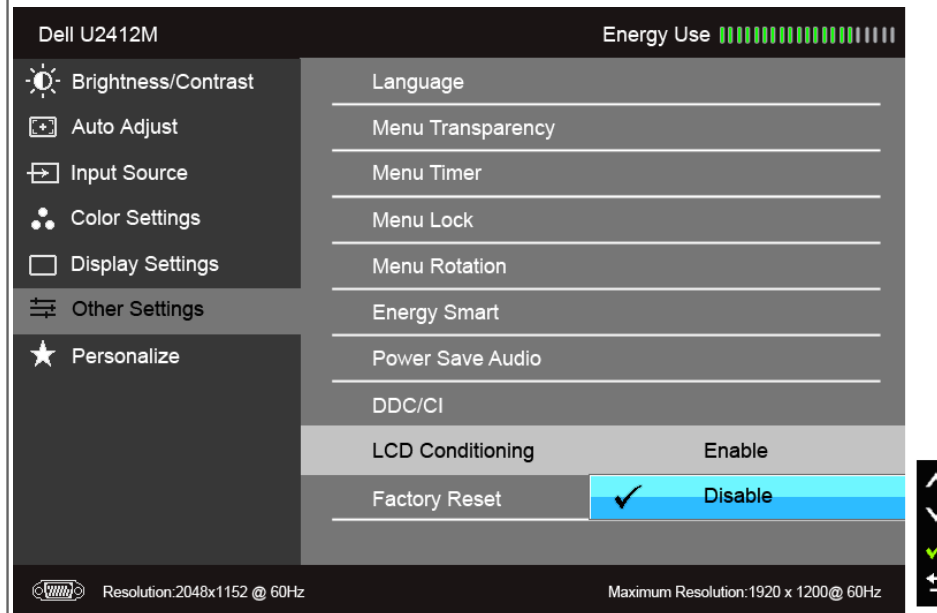 Dell U2412M
Energy Use
Brightness/Contrast
Auto Adjust
Input Source
Color Settings
Display Settings
Other Settings
Personalize
Language
Menu Transparency
Menu Timer
Menu Lock
Menu Rotation
Energy Smart
Power Save Audio
DDC/CI
LCD Conditioning
Enable
Factory Reset
Disable
Resolution:2048x1152 @ 60Hz
Maximum Resolution:1920 x 1200@ 60Hz